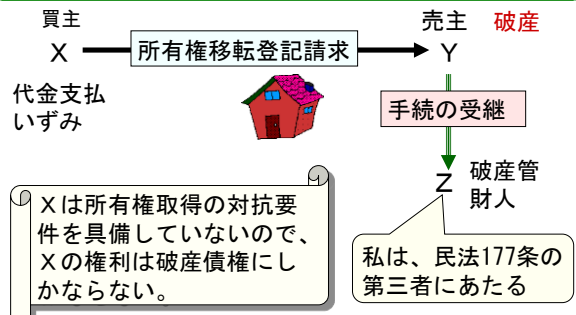 買主
X
代金支払
いずみ
所有権移転登記請求
売主 破産
Y
手続の受継
Z
破産管
財人
Xは所有権取得の対抗要
件を具備していないので、
Xの権利は破産債権にし
かならない。
私は、民法177条の
第三者にあたる